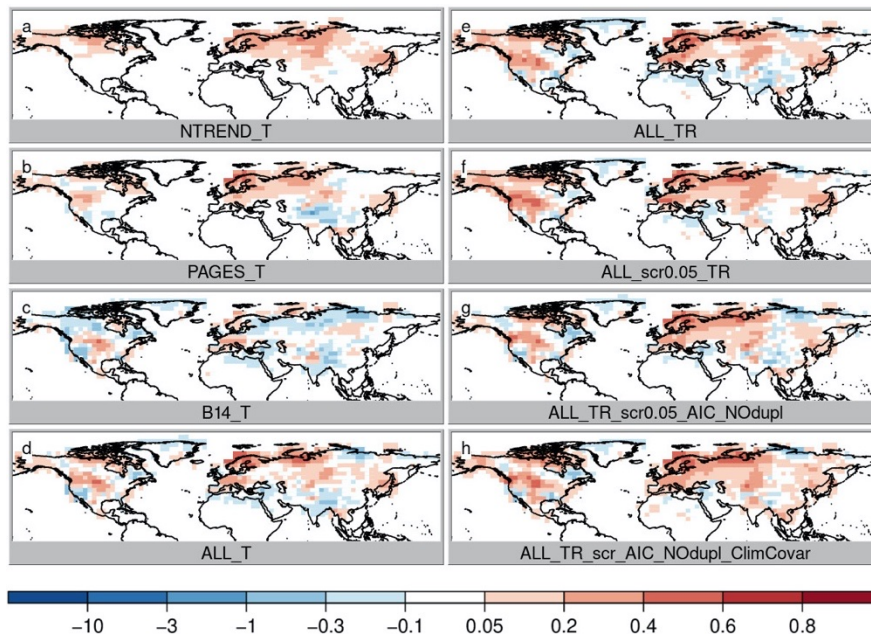 a
NTREND_T
e
ALL_TR
b
PAGES_T
f
ALL_scr0.05_TR
c
B14_T
g
ALL_TR_scr0.05_AIC_NOdupl
d
ALL_T
h
ALL_TR_scr_AIC_NOdupl_ClimCovar
−10 −3 −1 −0.3 −0.1 0.05 0.2 0.4 0.6 0.8